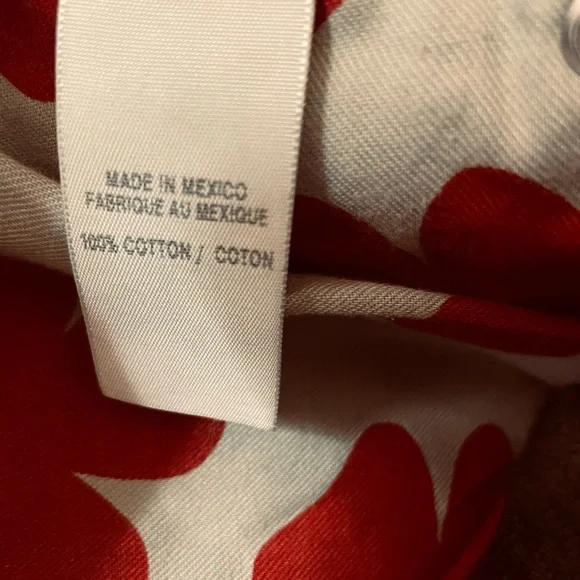 MADE IN MEXICO
FABRIQUE AU MEXIQUE
100% COTTON / COTON